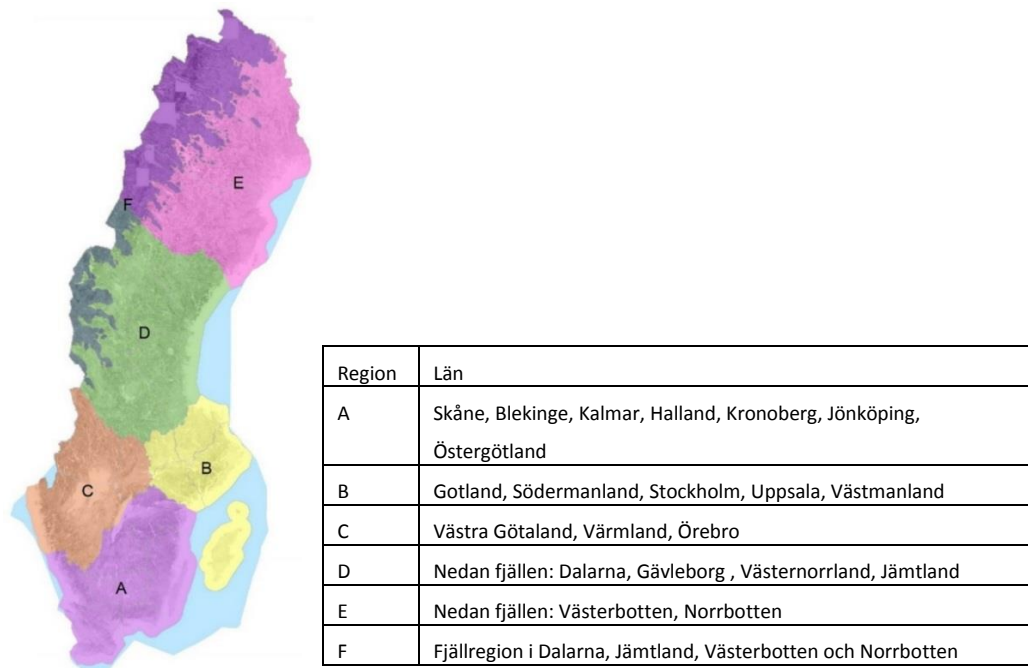 F
E
D
B
C
A
Region Län
A Skåne, Blekinge, Kalmar, Halland, Kronoberg, Jönköping,
Östergötland
B Gotland, Södermanland, Stockholm, Uppsala, Västmanland
C Västra Götaland, Värmland, Örebro
D Nedan fjällen: Dalarna, Gävleborg , Västernorrland, Jämtland
E Nedan fjällen: Västerbotten, Norrbotten
F Fjällregion i Dalarna, Jämtland, Västerbotten och Norrbotten